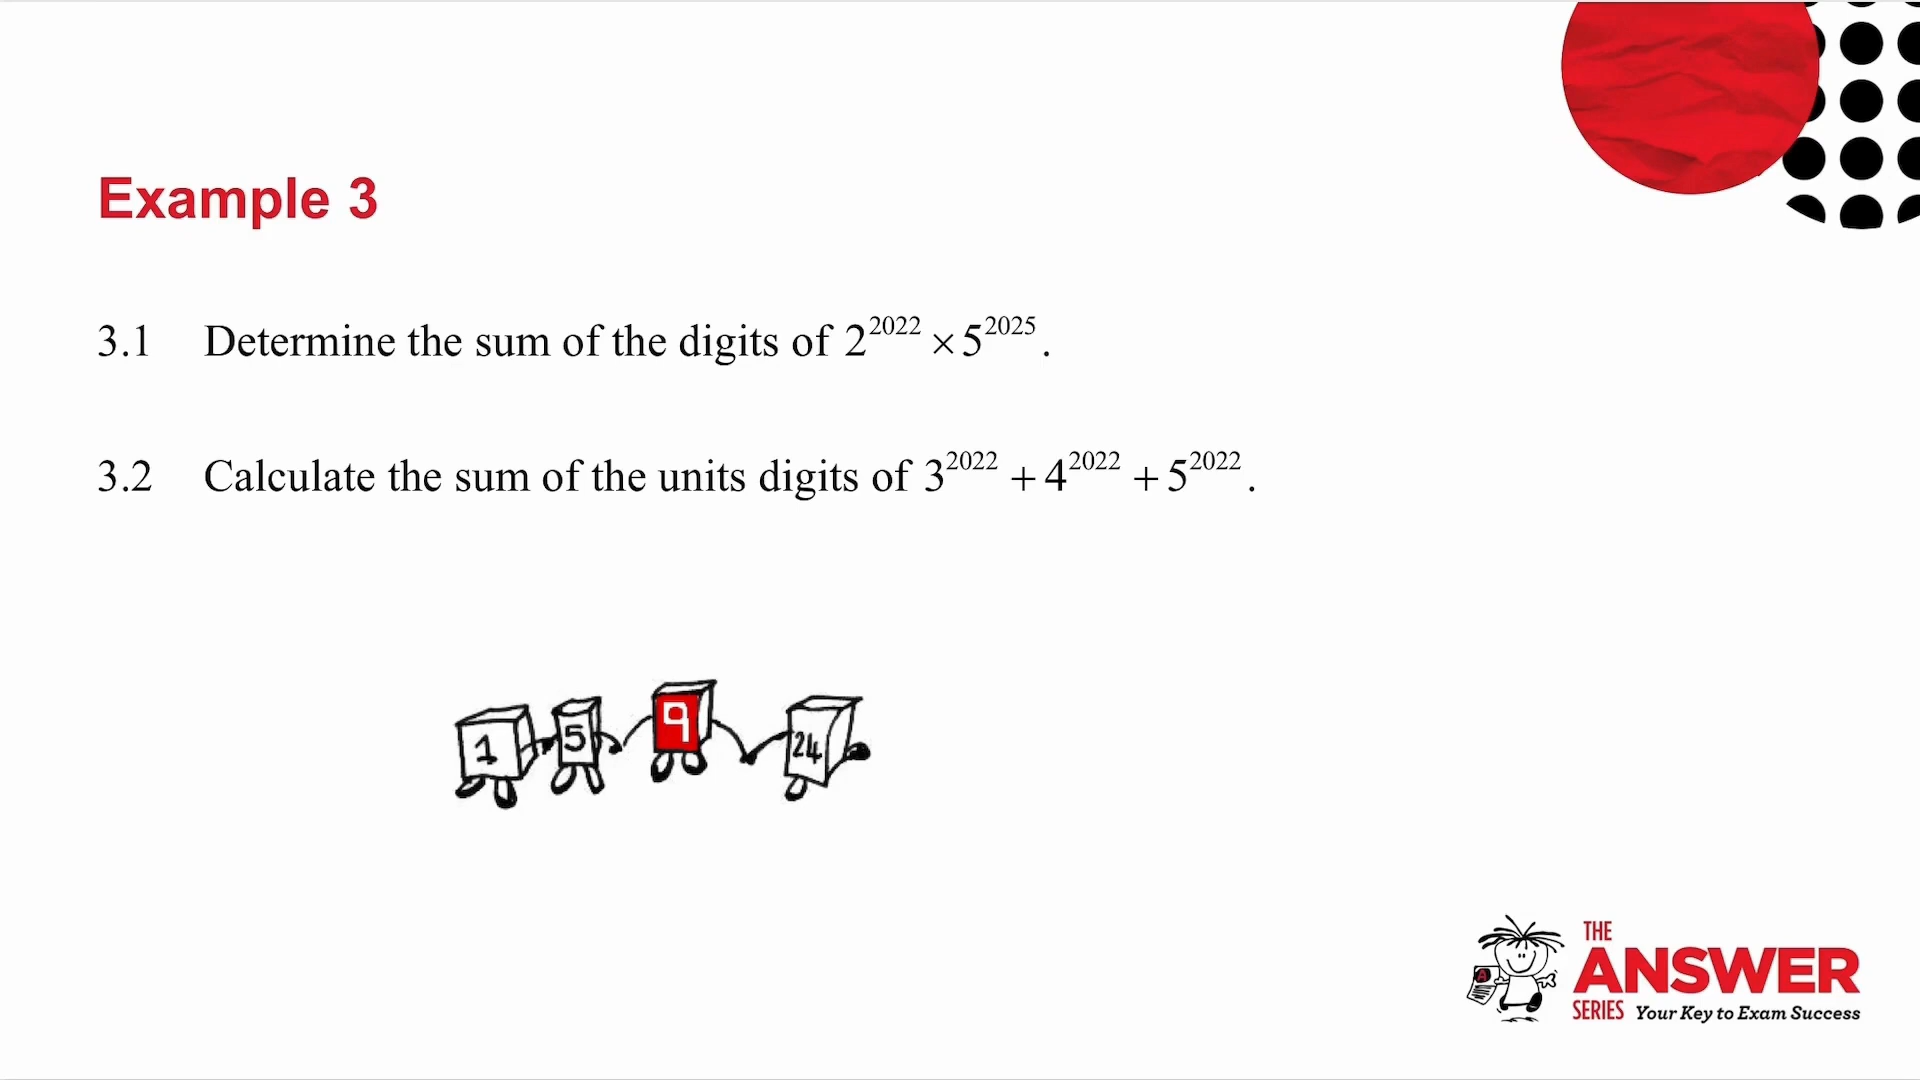 Example 3
3.1 Determine the sum of the digits of 2^2022 × 5^2025.
3.2 Calculate the sum of the units digits of 3^2022 + 4^2022 + 5^2022.
1 5 9 24
A
THE
ANSWER
SERIES Your Key to Exam Success